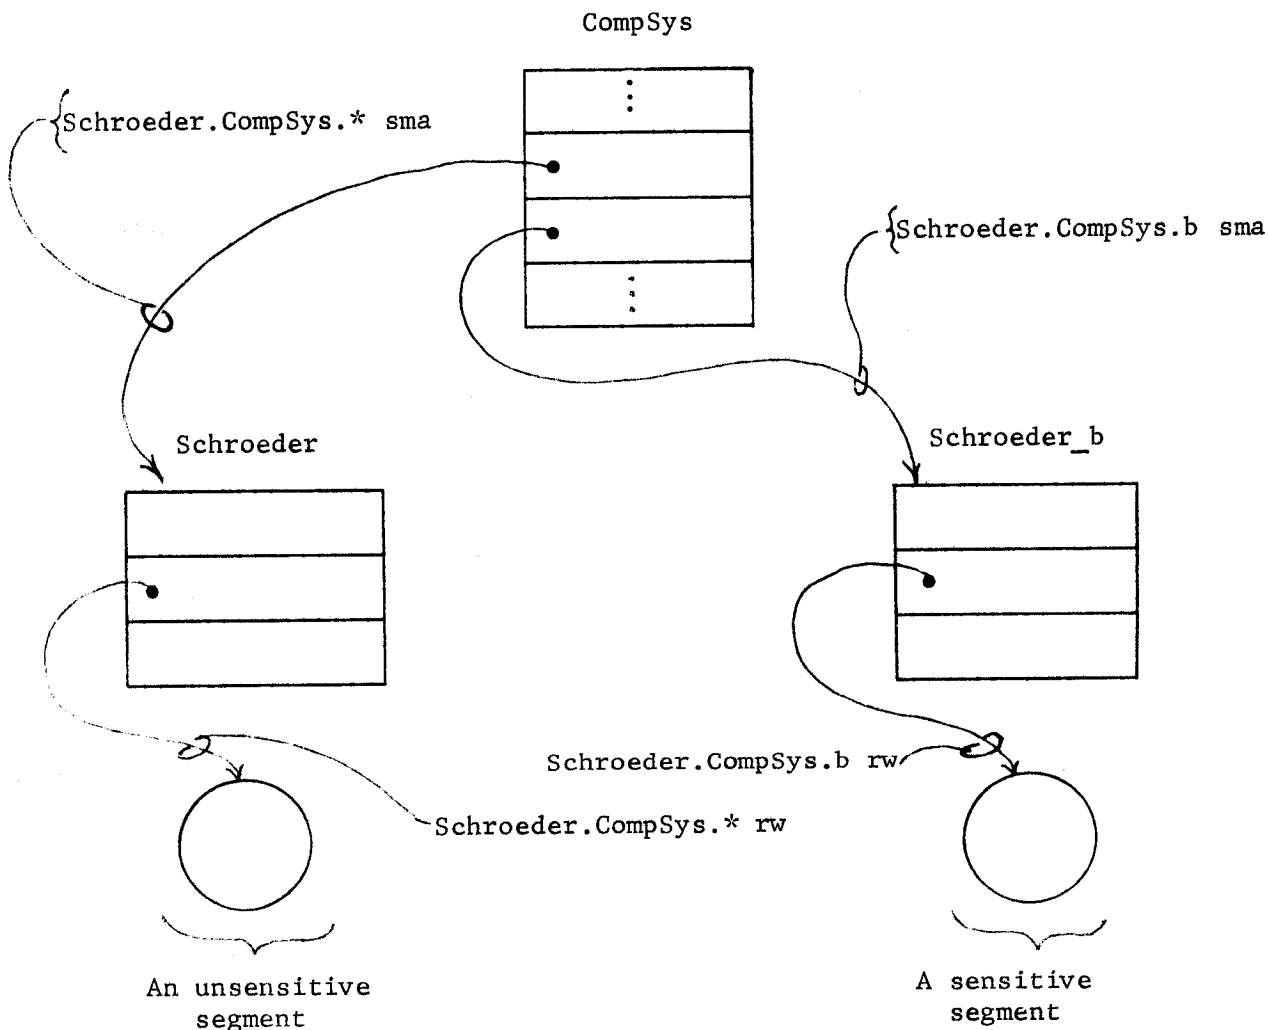 CompSys
Schroeder.CompSys.* sma
Schroeder.CompSys.b sma
Schroeder
Schroeder_b
Schroeder.CompSys.b rw
Schroeder.CompSys.* rw
An unsensitive
segment
A sensitive
segment